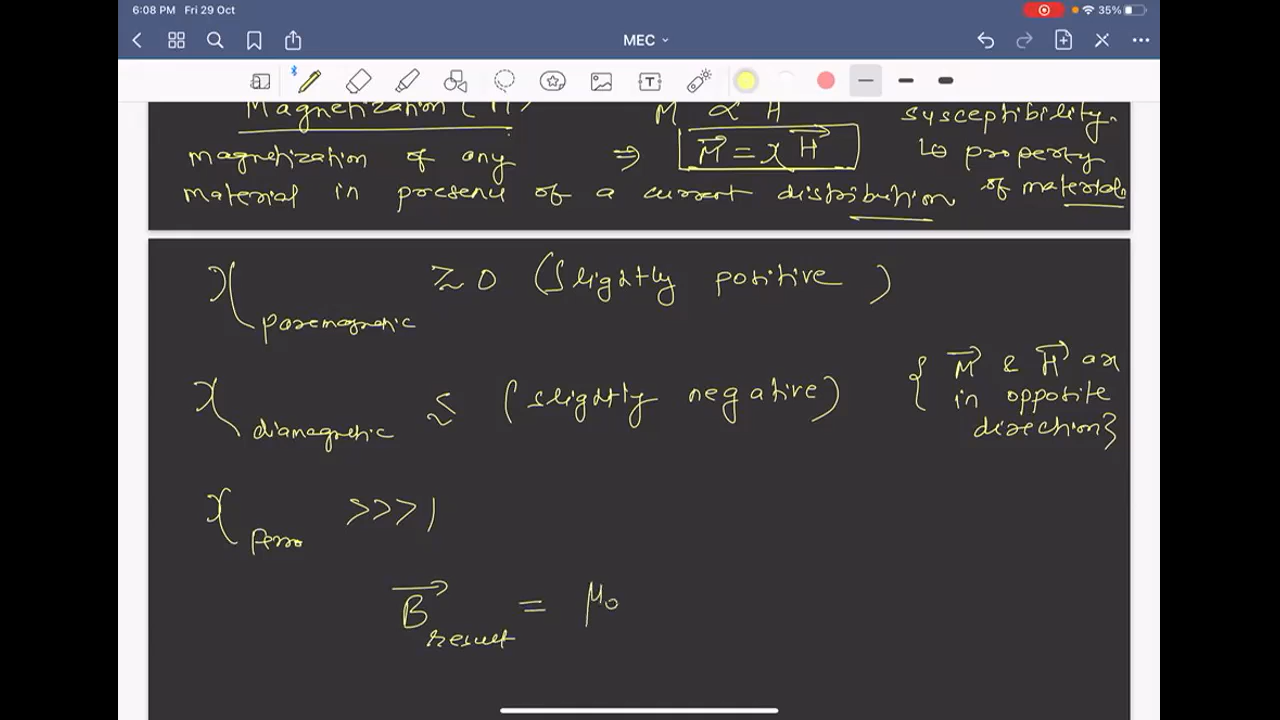 6:08 PM Fri 29 Oct
35%
MEC
Magnetization (M)
M ∝ H
susceptibility.
magnetization of any
⇒ M⃗ = χ H⃗
↳ property
material in presence of a current distribution
of material.
χ paramagnetic ≳ 0 (slightly positive)
χ diamagnetic ≲ (slightly negative)
{ M⃗ & H⃗ are
in opposite
direction}
χ ferro >>> 1
B⃗ result = μ₀